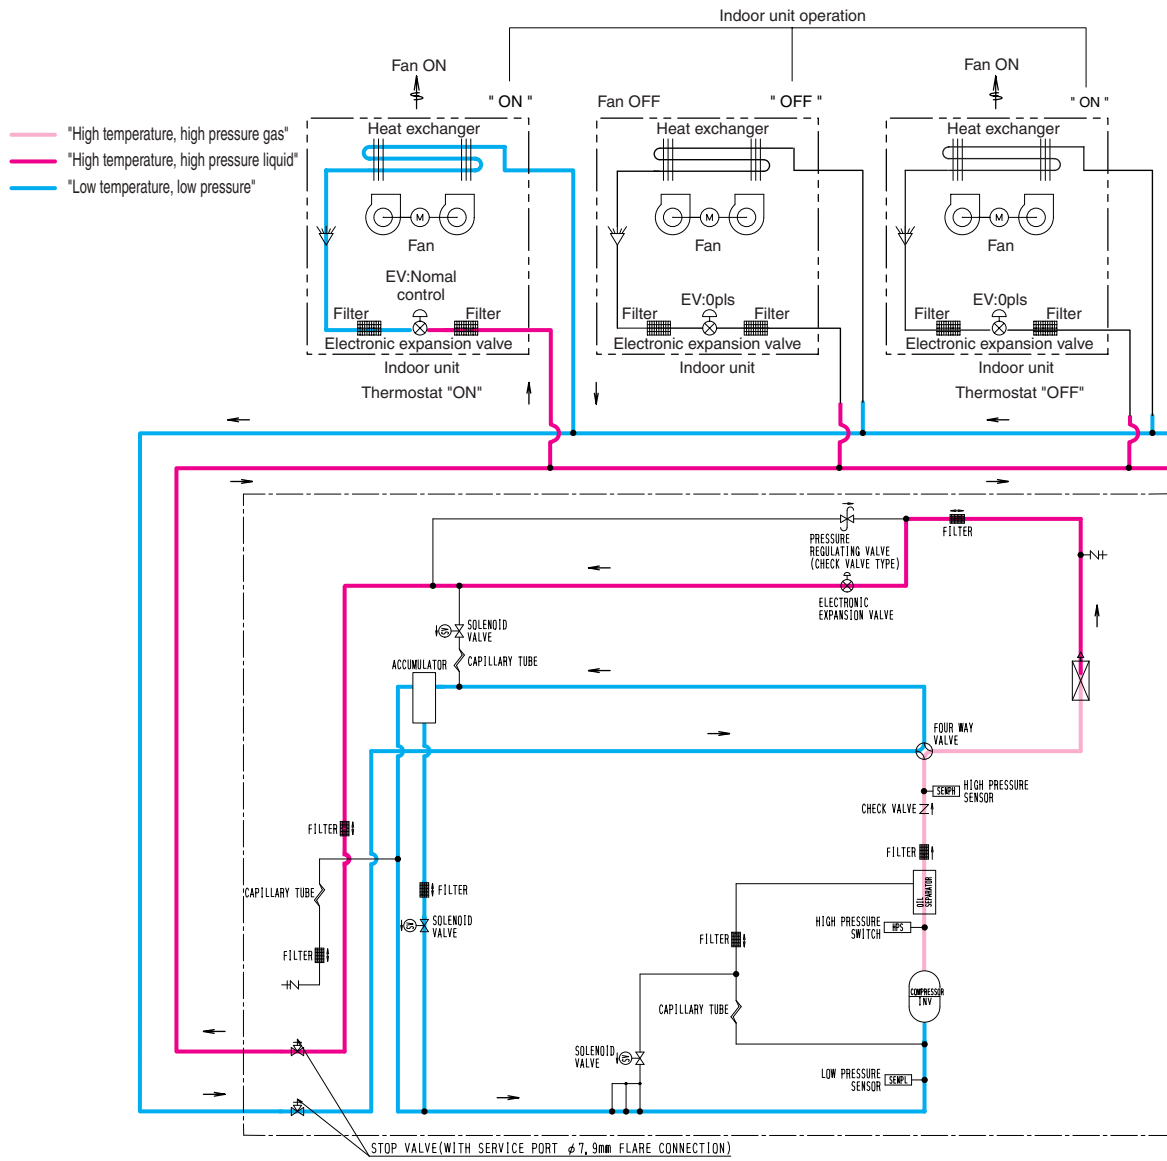 Indoor unit operation
Fan ON
" ON "
Fan OFF
" OFF "
Fan ON
" ON "
"High temperature, high pressure gas"
"High temperature, high pressure liquid"
"Low temperature, low pressure"
Heat exchanger
Heat exchanger
Heat exchanger
M
M
M
Fan
Fan
Fan
EV:Nomal
control
EV:0pls
EV:0pls
Filter
Filter
Filter
Filter
Filter
Filter
Electronic expansion valve
Electronic expansion valve
Electronic expansion valve
Indoor unit
Indoor unit
Indoor unit
Thermostat "ON"
Thermostat "OFF"
PRESSURE
REGULATING VALVE
(CHECK VALVE TYPE)
FILTER
ELECTRONIC
EXPANSION VALVE
SV
SOLENOID
VALVE
CAPILLARY TUBE
ACCUMULATOR
FOUR WAY
VALVE
SENPH
HIGH PRESSURE
SENSOR
CHECK VALVE
FILTER
FILTER
OIL
SEPARATOR
CAPILLARY TUBE
FILTER
SV
SOLENOID
VALVE
HIGH PRESSURE
SWITCH
HPS
FILTER
FILTER
COMPRESSOR
INV
CAPILLARY TUBE
SOLENOID
VALVE
SV
LOW PRESSURE
SENSOR
SENPL
STOP VALVE(WITH SERVICE PORT φ7,9mm FLARE CONNECTION)